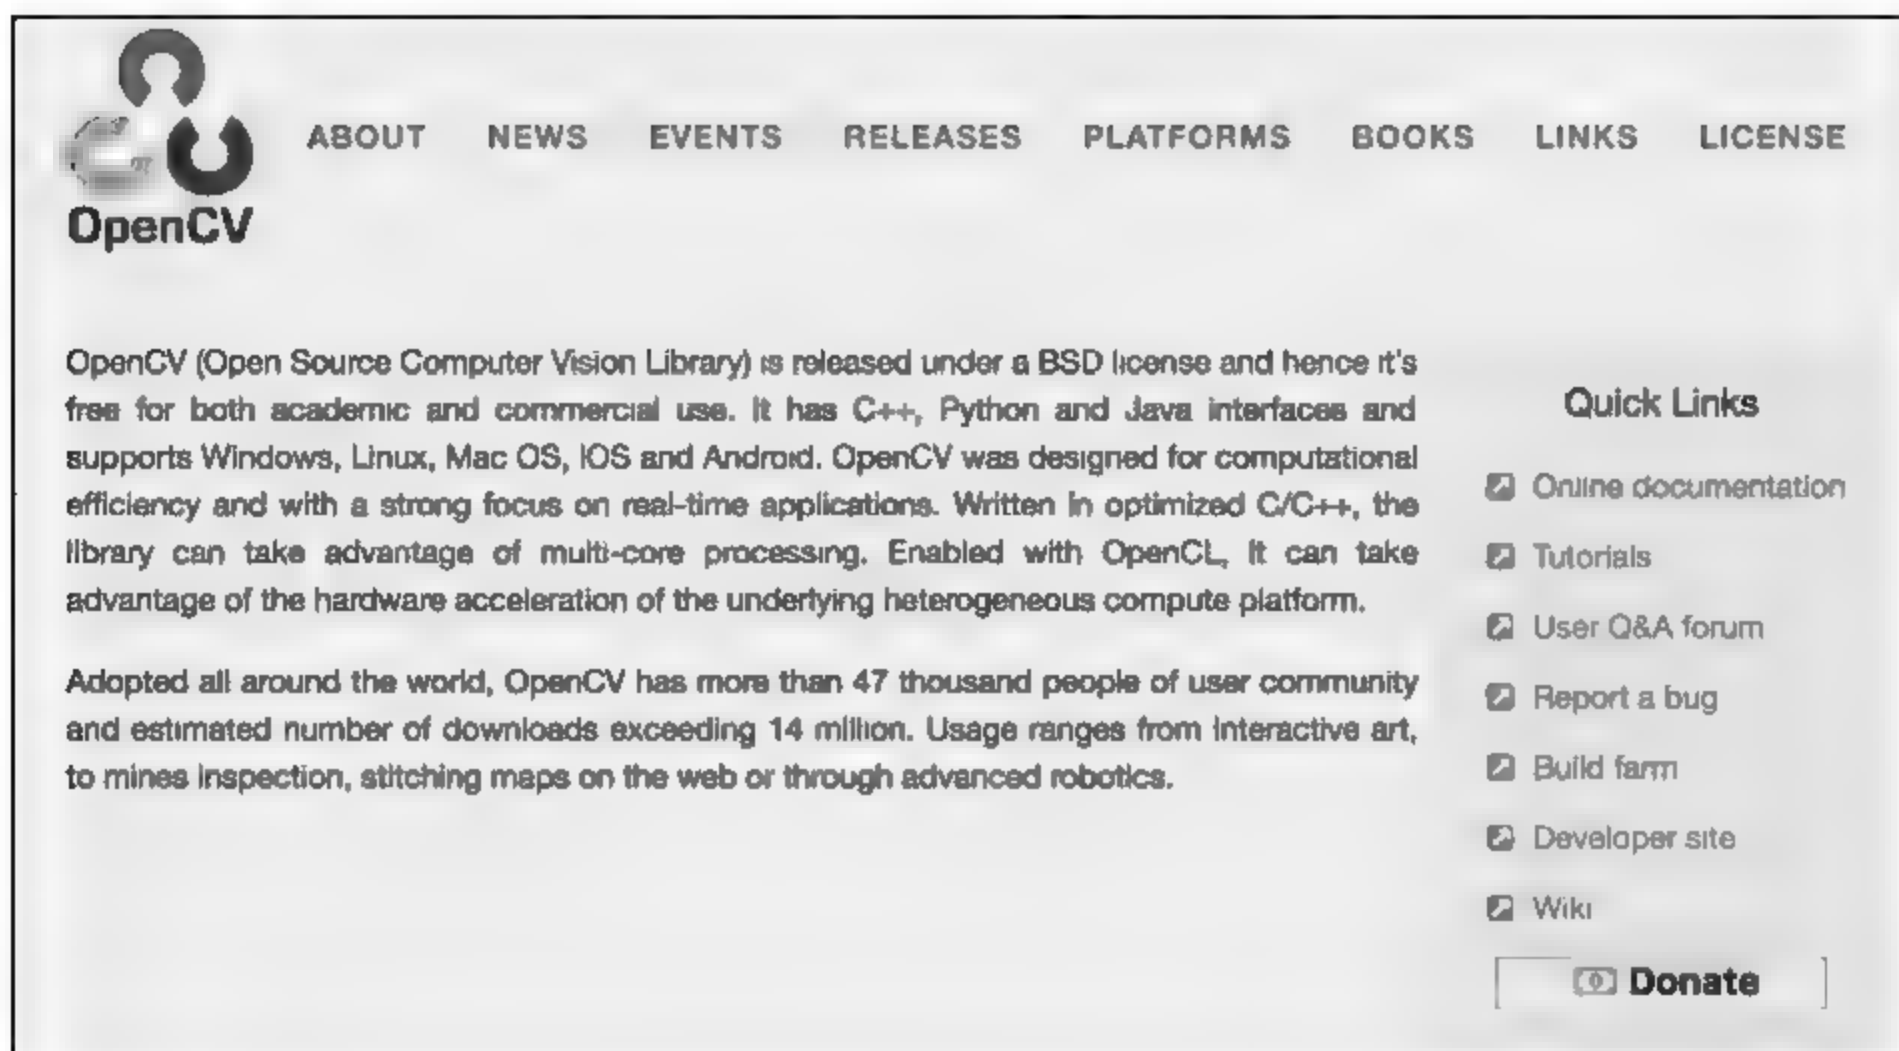 ABOUT NEWS EVENTS RELEASES PLATFORMS BOOKS LINKS LICENSE
OpenCV
OpenCV (Open Source Computer Vision Library) is released under a BSD license and hence it's
free for both academic and commercial use. It has C++, Python and Java interfaces and
supports Windows, Linux, Mac OS, iOS and Android. OpenCV was designed for computational
efficiency and with a strong focus on real-time applications. Written in optimized C/C++, the
library can take advantage of multi-core processing. Enabled with OpenCL, it can take
advantage of the hardware acceleration of the underlying heterogeneous compute platform.
Adopted all around the world, OpenCV has more than 47 thousand people of user community
and estimated number of downloads exceeding 14 million. Usage ranges from interactive art,
to mines inspection, stitching maps on the web or through advanced robotics.
Quick Links
Online documentation
Tutorials
User Q&A forum
Report a bug
Build farm
Developer site
Wiki
Donate